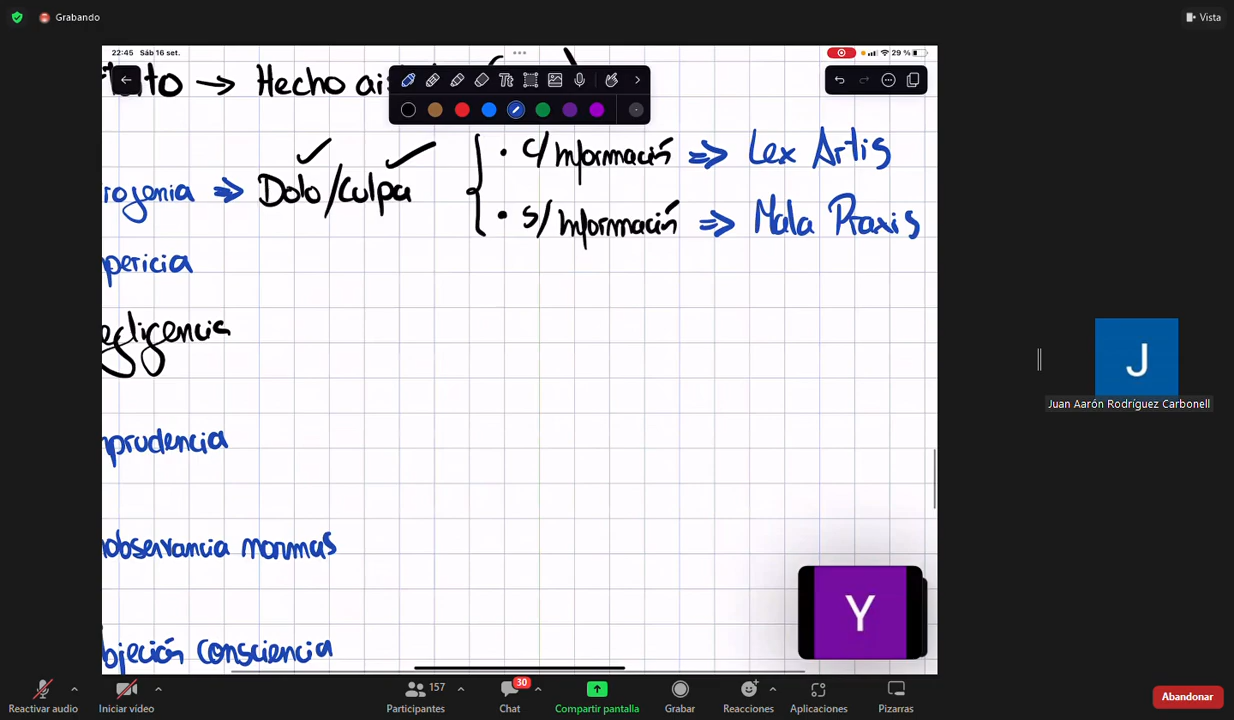 Grabando
Vista
22:45 Sáb 16 set.
29 %
→ Hecho
rogenia ⇒ Dolo/Culpa
• c/ Información ⇒ Lex Artis
• s/ Información ⇒ Mala Praxis
pericia
egligencia
prudencia
observancia normas
bjeción consciencia
J
Juan Aarón Rodríguez Carbonell
Y
Reactivar audio
Iniciar vídeo
157
Participantes
30
Chat
Compartir pantalla
Grabar
Reacciones
Aplicaciones
Pizarras
Abandonar